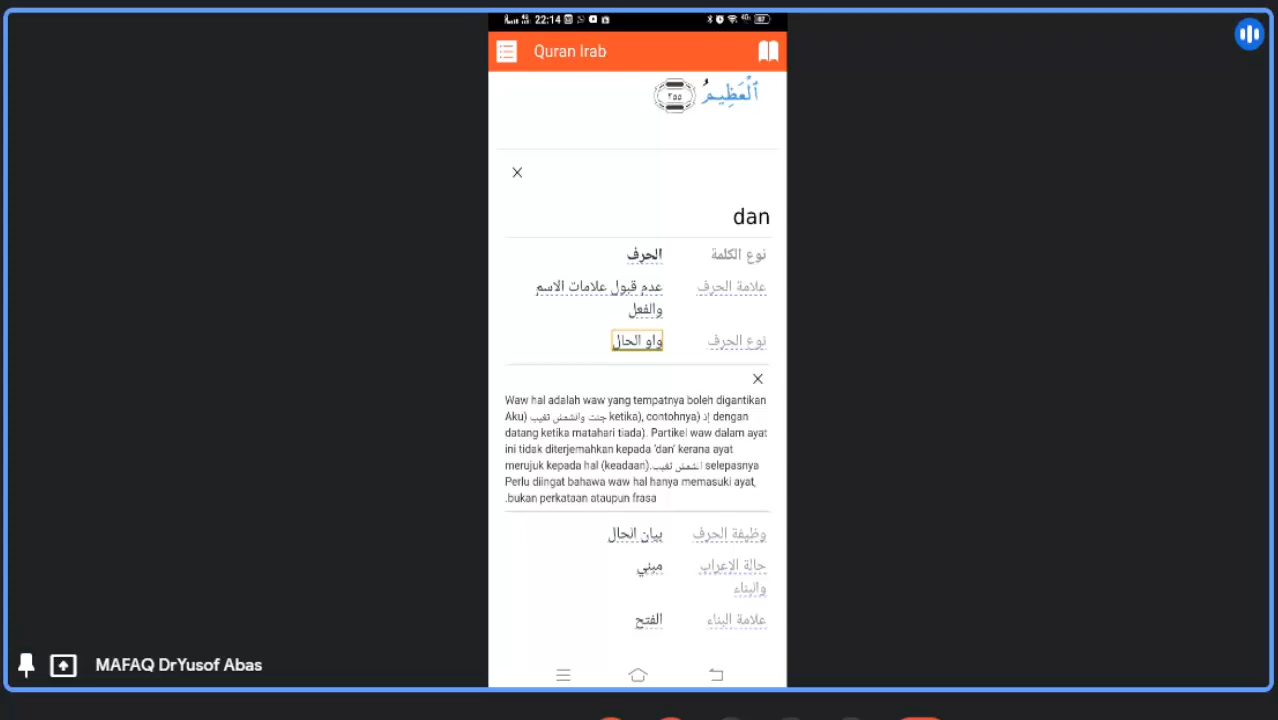 22:14
87
Quran Irab
ٱلْعَظِيمُ ٢٥٥
dan
نوع الكلمة الحرف
علامة الحرف عدم قبول علامات الاسم
والفعل
نوع الحرف واو الحال
Waw hal adalah waw yang tempatnya boleh digantikan
Aku) جئت والشمس تغيب ketika), contohnya) إذ dengan
datang ketika matahari tiada). Partikel waw dalam ayat
ini tidak diterjemahkan kepada 'dan' kerana ayat
merujuk kepada hal (keadaan).الشمس تغيب selepasnya
Perlu diingat bahawa waw hal hanya memasuki ayat,
.bukan perkataan ataupun frasa
وظيفة الحرف بيان الحال
حالة الإعراب مبني
والبناء
علامة البناء الفتح
MAFAQ DrYusof Abas